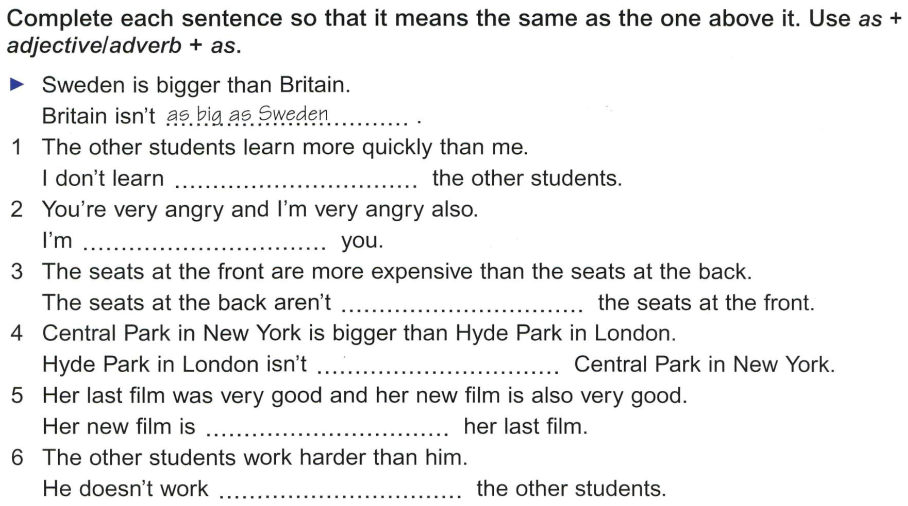 Complete each sentence so that it means the same as the one above it. Use as +
adjective/adverb + as.
► Sweden is bigger than Britain.
Britain isn't as big as Sweden .................... .
1 The other students learn more quickly than me.
I don't learn ................................ the other students.
2 You're very angry and I'm very angry also.
I'm ................................ you.
3 The seats at the front are more expensive than the seats at the back.
The seats at the back aren't ................................ the seats at the front.
4 Central Park in New York is bigger than Hyde Park in London.
Hyde Park in London isn't ................................ Central Park in New York.
5 Her last film was very good and her new film is also very good.
Her new film is ................................ her last film.
6 The other students work harder than him.
He doesn't work ................................ the other students.